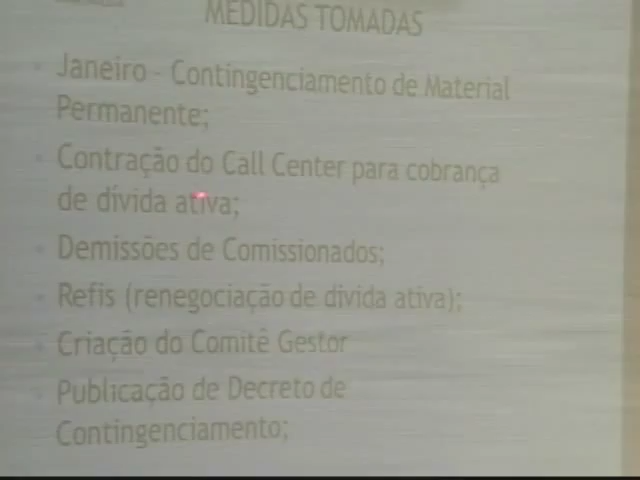 MEDIDAS TOMADAS
Janeiro - Contingenciamento de Material
Permanente;
Contração do Call Center para cobrança
de dívida ativa;
Demissões de Comissionados;
Refis (renegociação de divida ativa);
Criação do Comitê Gestor
Publicação de Decreto de
Contingenciamento;